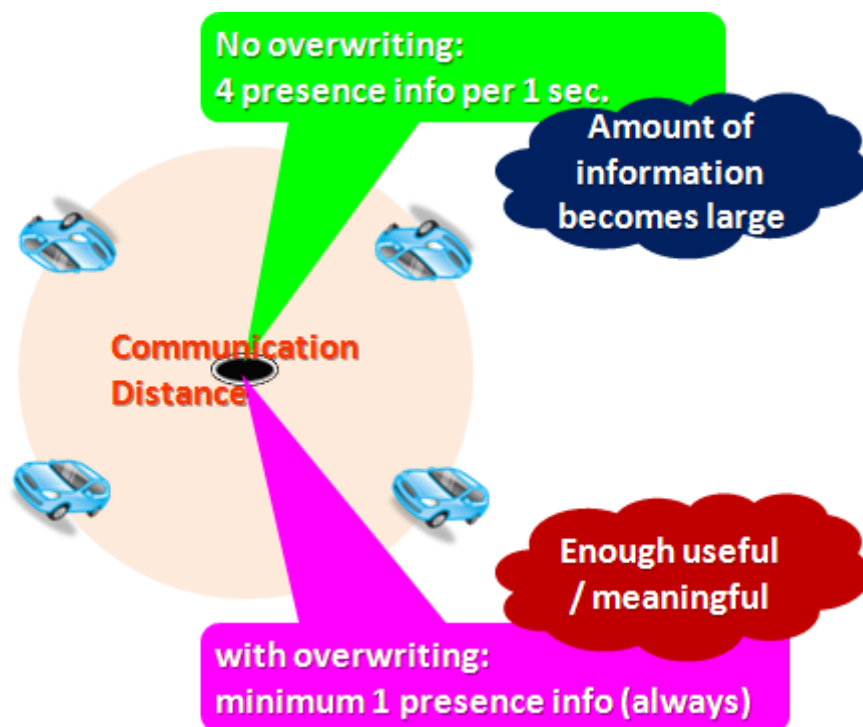 No overwriting:
4 presence info per 1 sec.
Amount of
information
becomes large
Communication
Distance
Enough useful
/ meaningful
with overwriting:
minimum 1 presence info (always)